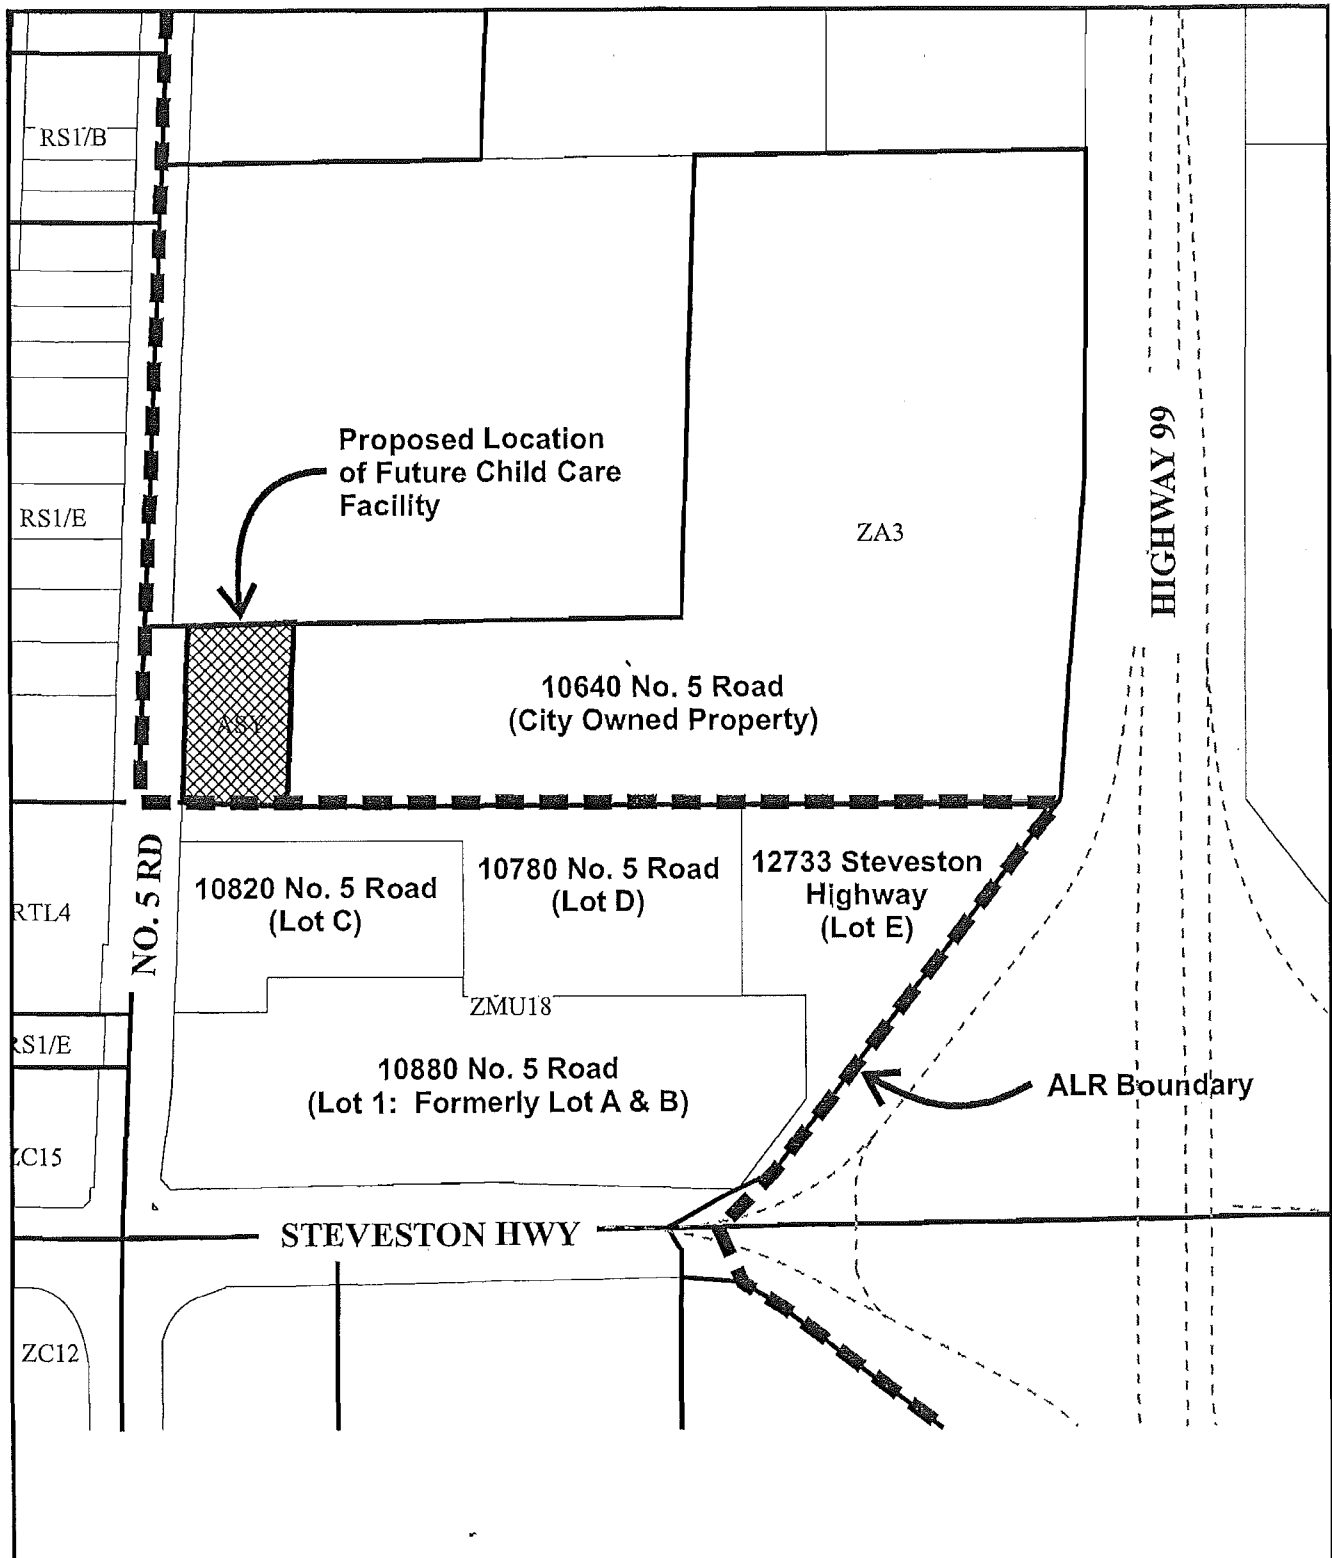 RS1/B
Proposed Location
of Future Child Care
Facility
HIGHWAY 99
RS1/E
ZA3
10640 No. 5 Road
(City Owned Property)
ASY
NO. 5 RD
10820 No. 5 Road
(Lot C)
10780 No. 5 Road
(Lot D)
12733 Steveston
Highway
(Lot E)
RTL4
ZMU18
RS1/E
10880 No. 5 Road
(Lot 1: Formerly Lot A & B)
ALR Boundary
ZC15
STEVESTON HWY
ZC12